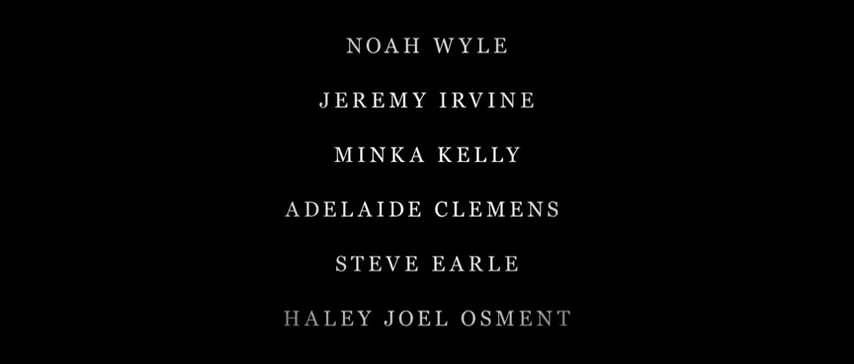 NOAH WYLE
JEREMY IRVINE
MINKA KELLY
ADELAIDE CLEMENS
STEVE EARLE
HALEY JOEL OSMENT